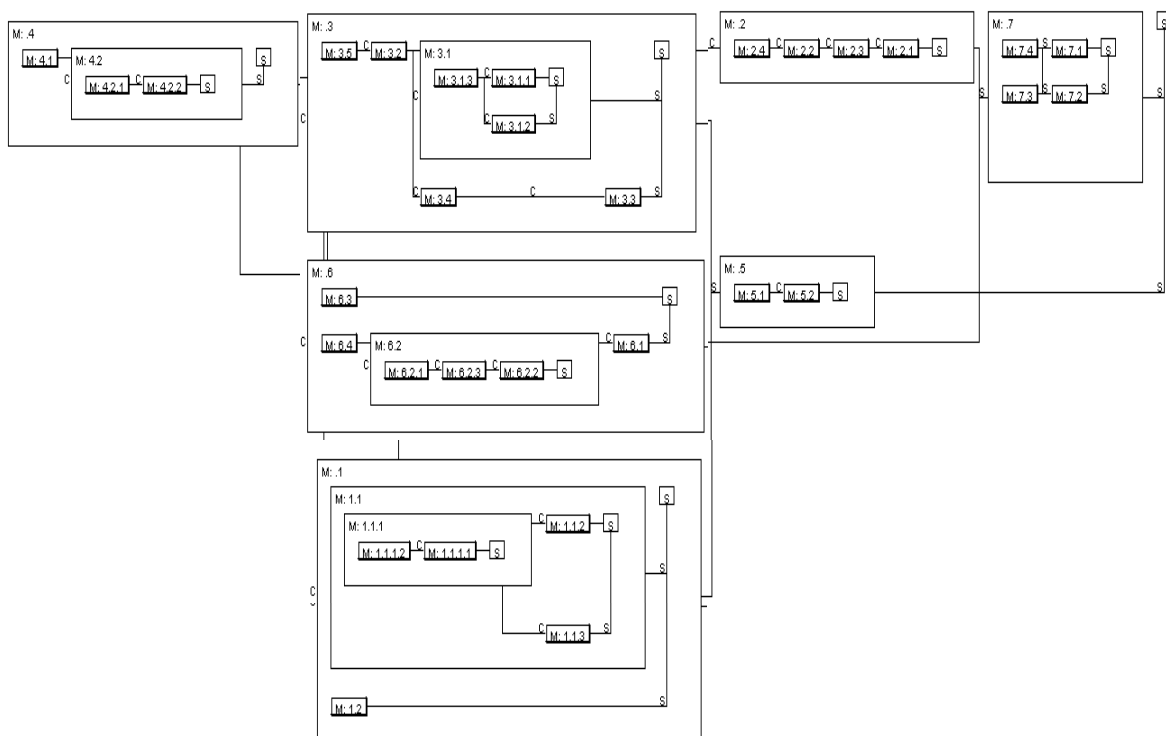 M: .4
M: 4.1
C
M: 4.2
M: 4.2.1
C
M: 4.2.2
S
S
S
C
M: .3
M: 3.5
C
M: 3.2
C
M: 3.1
M: 3.1.3
C
M: 3.1.1
S
C
M: 3.1.2
S
S
S
C
M: 3.4
C
M: 3.3
S
C
M: .2
M: 2.4
C
M: 2.2
C
M: 2.3
C
M: 2.1
S
S
M: .7
M: 7.4
S
M: 7.1
S
M: 7.3
S
M: 7.2
S
S
S
S
M: .5
M: 5.1
C
M: 5.2
S
S
C
M: .6
M: 6.3
S
M: 6.4
C
M: 6.2
M: 6.2.1
C
M: 6.2.3
C
M: 6.2.2
S
C
M: 6.1
S
C
M: .1
M: 1.1
M: 1.1.1
M: 1.1.1.2
C
M: 1.1.1.1
S
C
M: 1.1.2
S
C
M: 1.1.3
S
S
S
M: 1.2
S